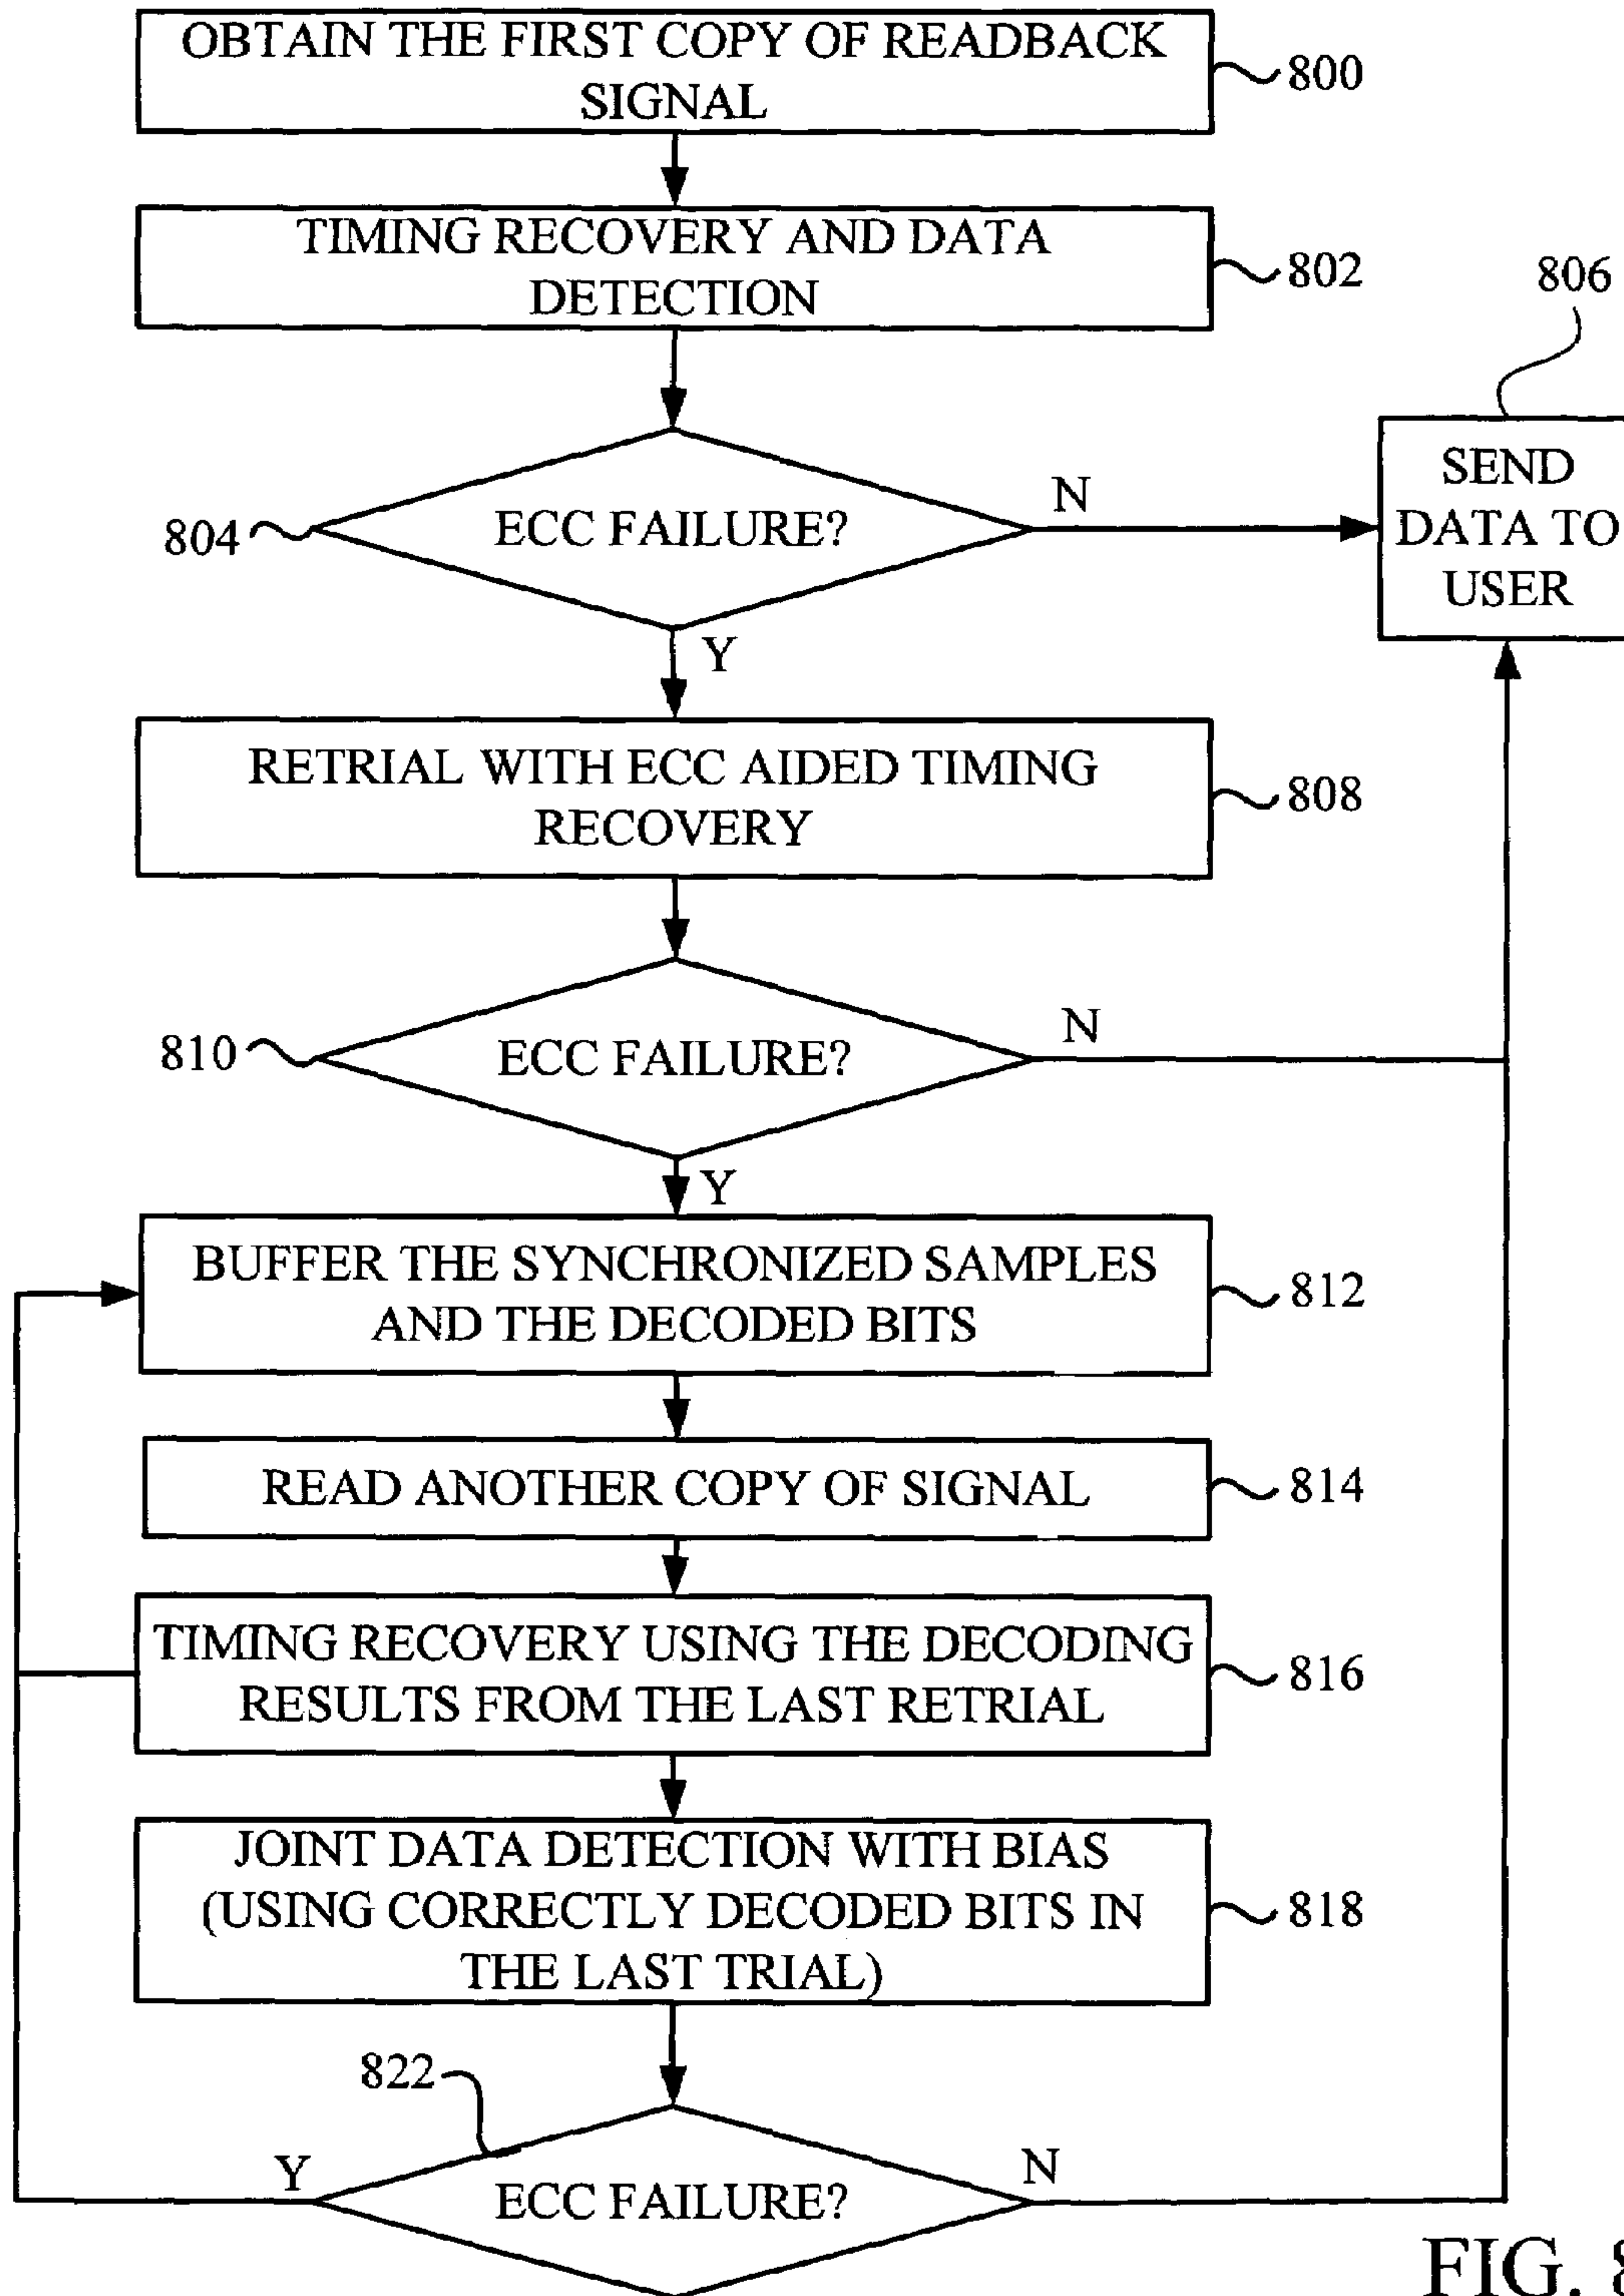 OBTAIN THE FIRST COPY OF READBACK
SIGNAL
800
TIMING RECOVERY AND DATA
DETECTION
802
806
SEND
DATA TO
USER
804
ECC FAILURE?
N
Y
RETRIAL WITH ECC AIDED TIMING
RECOVERY
808
810
ECC FAILURE?
N
Y
BUFFER THE SYNCHRONIZED SAMPLES
AND THE DECODED BITS
812
READ ANOTHER COPY OF SIGNAL
814
TIMING RECOVERY USING THE DECODING
RESULTS FROM THE LAST RETRIAL
816
JOINT DATA DETECTION WITH BIAS
(USING CORRECTLY DECODED BITS IN
THE LAST TRIAL)
818
822
Y
ECC FAILURE?
N
FIG. 8